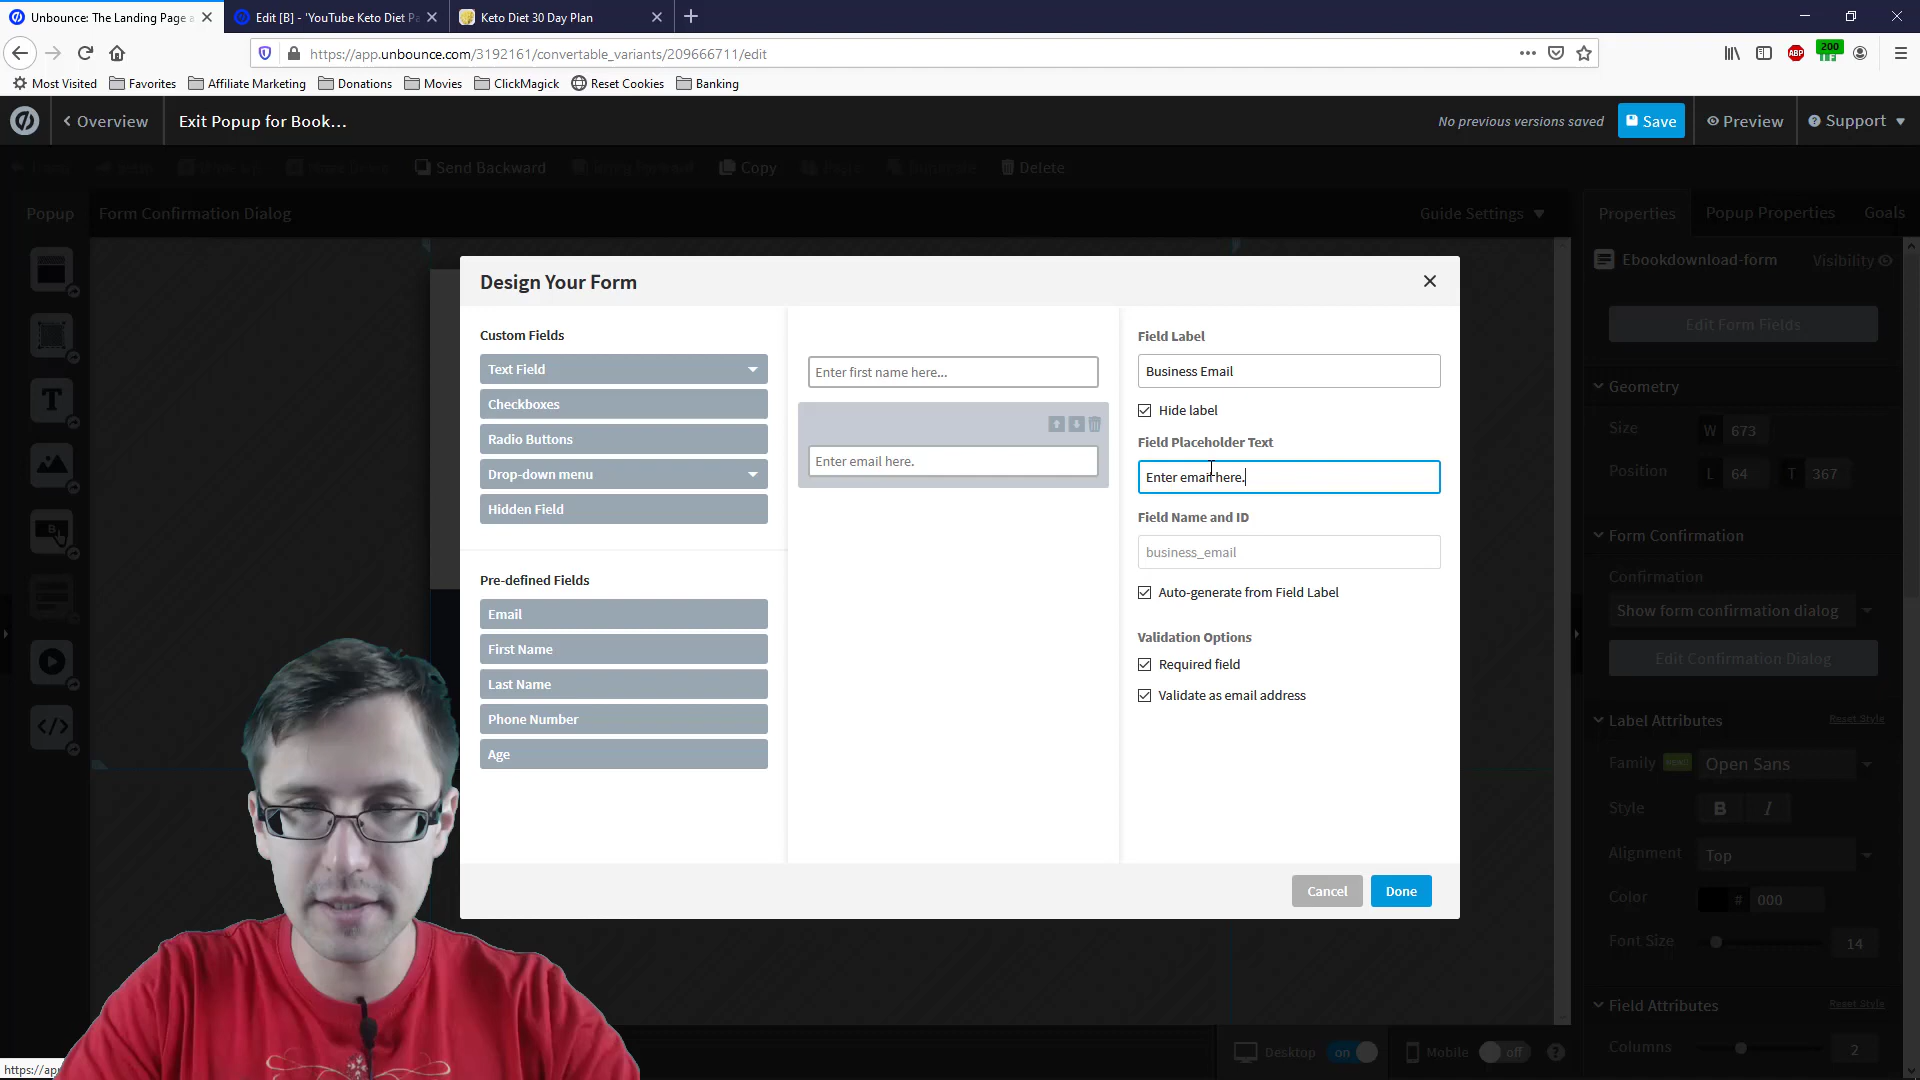 Unbounce: The Landing Page a
Edit [B] - 'YouTube Keto Diet Pa
Keto Diet 30 Day Plan
https://app.unbounce.com/3192161/convertable_variants/209666711/edit
ABP
200
Most Visited
Favorites
Affiliate Marketing
Donations
Movies
ClickMagick
Reset Cookies
Banking
Overview
Exit Popup for Book...
No previous versions saved
Save
Preview
Support
Send Backward
Copy
Delete
Popup
Form Confirmation Dialog
Guide Settings
Properties
Popup Properties
Goals
Design Your Form
Custom Fields
Text Field
Checkboxes
Radio Buttons
Drop-down menu
Hidden Field
Pre-defined Fields
Email
First Name
Last Name
Phone Number
Age
Enter first name here...
Enter email here.
Field Label
Business Email
Hide label
Field Placeholder Text
Enter email here.
Field Name and ID
business_email
Auto-generate from Field Label
Validation Options
Required field
Validate as email address
Cancel
Done
Ebookdownload-form
Visibility
Edit Form Fields
Geometry
Size W 673
Position L 64 T 367
Form Confirmation
Confirmation
Show form confirmation dialog
Edit Confirmation Dialog
Label Attributes
Reset Style
Family
Open Sans
Style B I
Alignment Top
Color # 000
Font Size 14
Field Attributes
Reset Style
Columns 2
Desktop on
Mobile off
https://ap